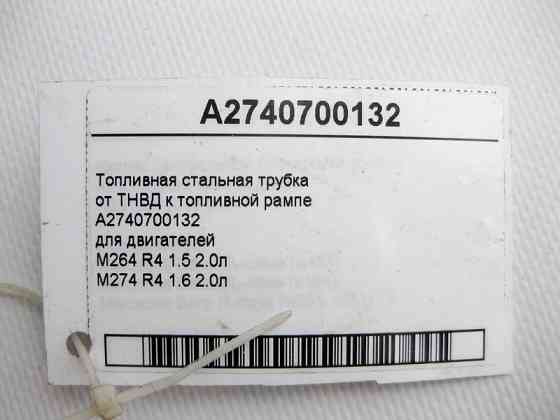 A2740700132
Топливная стальная трубка
от ТНВД к топливной рампе
A2740700132
для двигателей
M264 R4 1.5 2.0л
M274 R4 1.6 2.0л